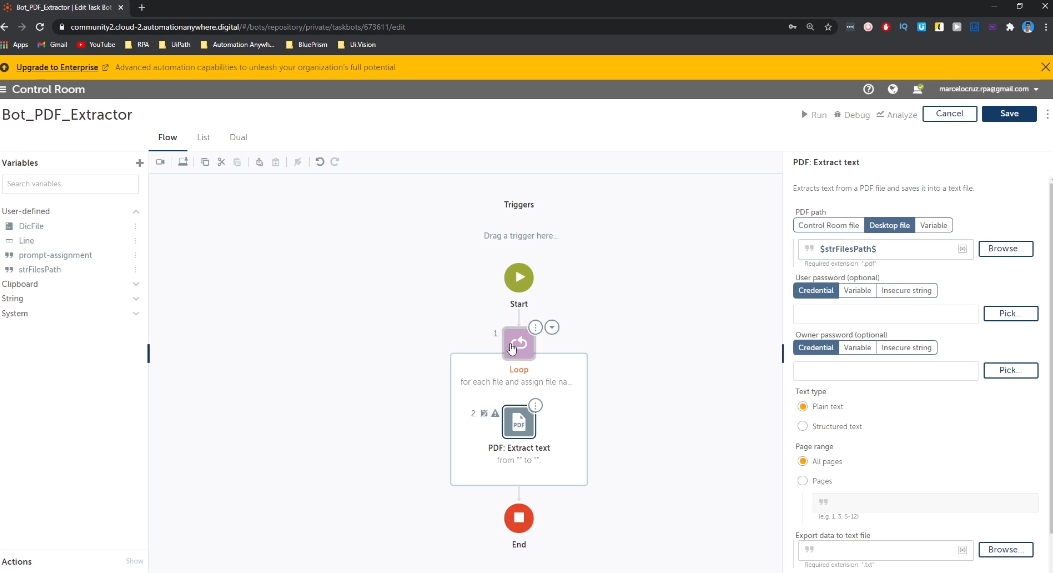 Bot_PDF_Extractor | Edit Task Bot
community2.cloud-2.automationanywhere.digital/#/bots/repository/private/taskbots/673611/edit
Apps Gmail YouTube RPA UiPath Automation Anywh... BluePrism Ui.Vision
Upgrade to Enterprise Advanced automation capabilities to unleash your organization's full potential
Control Room
marcelocruz.rpa@gmail.com
Bot_PDF_Extractor
Run Debug Analyze Cancel Save
Flow List Dual
Variables
Search variables
User-defined
DicFile
Line
prompt-assignment
strFilesPath
Clipboard
String
System
Actions Show
Triggers
Drag a trigger here...
Start
1.
Loop
for each file and assign file na...
2.
PDF
PDF: Extract text
from "" to "".
End
PDF: Extract text
Extracts text from a PDF file and saves it into a text file.
PDF path
Control Room file Desktop file Variable
$strFilesPath$ (x) Browse...
Required extension ".pdf"
User password (optional)
Credential Variable Insecure string
Pick...
Owner password (optional)
Credential Variable Insecure string
Pick...
Text type
Plain text
Structured text
Page range
All pages
Pages
(e.g. 1, 3, 5-12)
Export data to text file
(x) Browse...
Required extension ".txt"